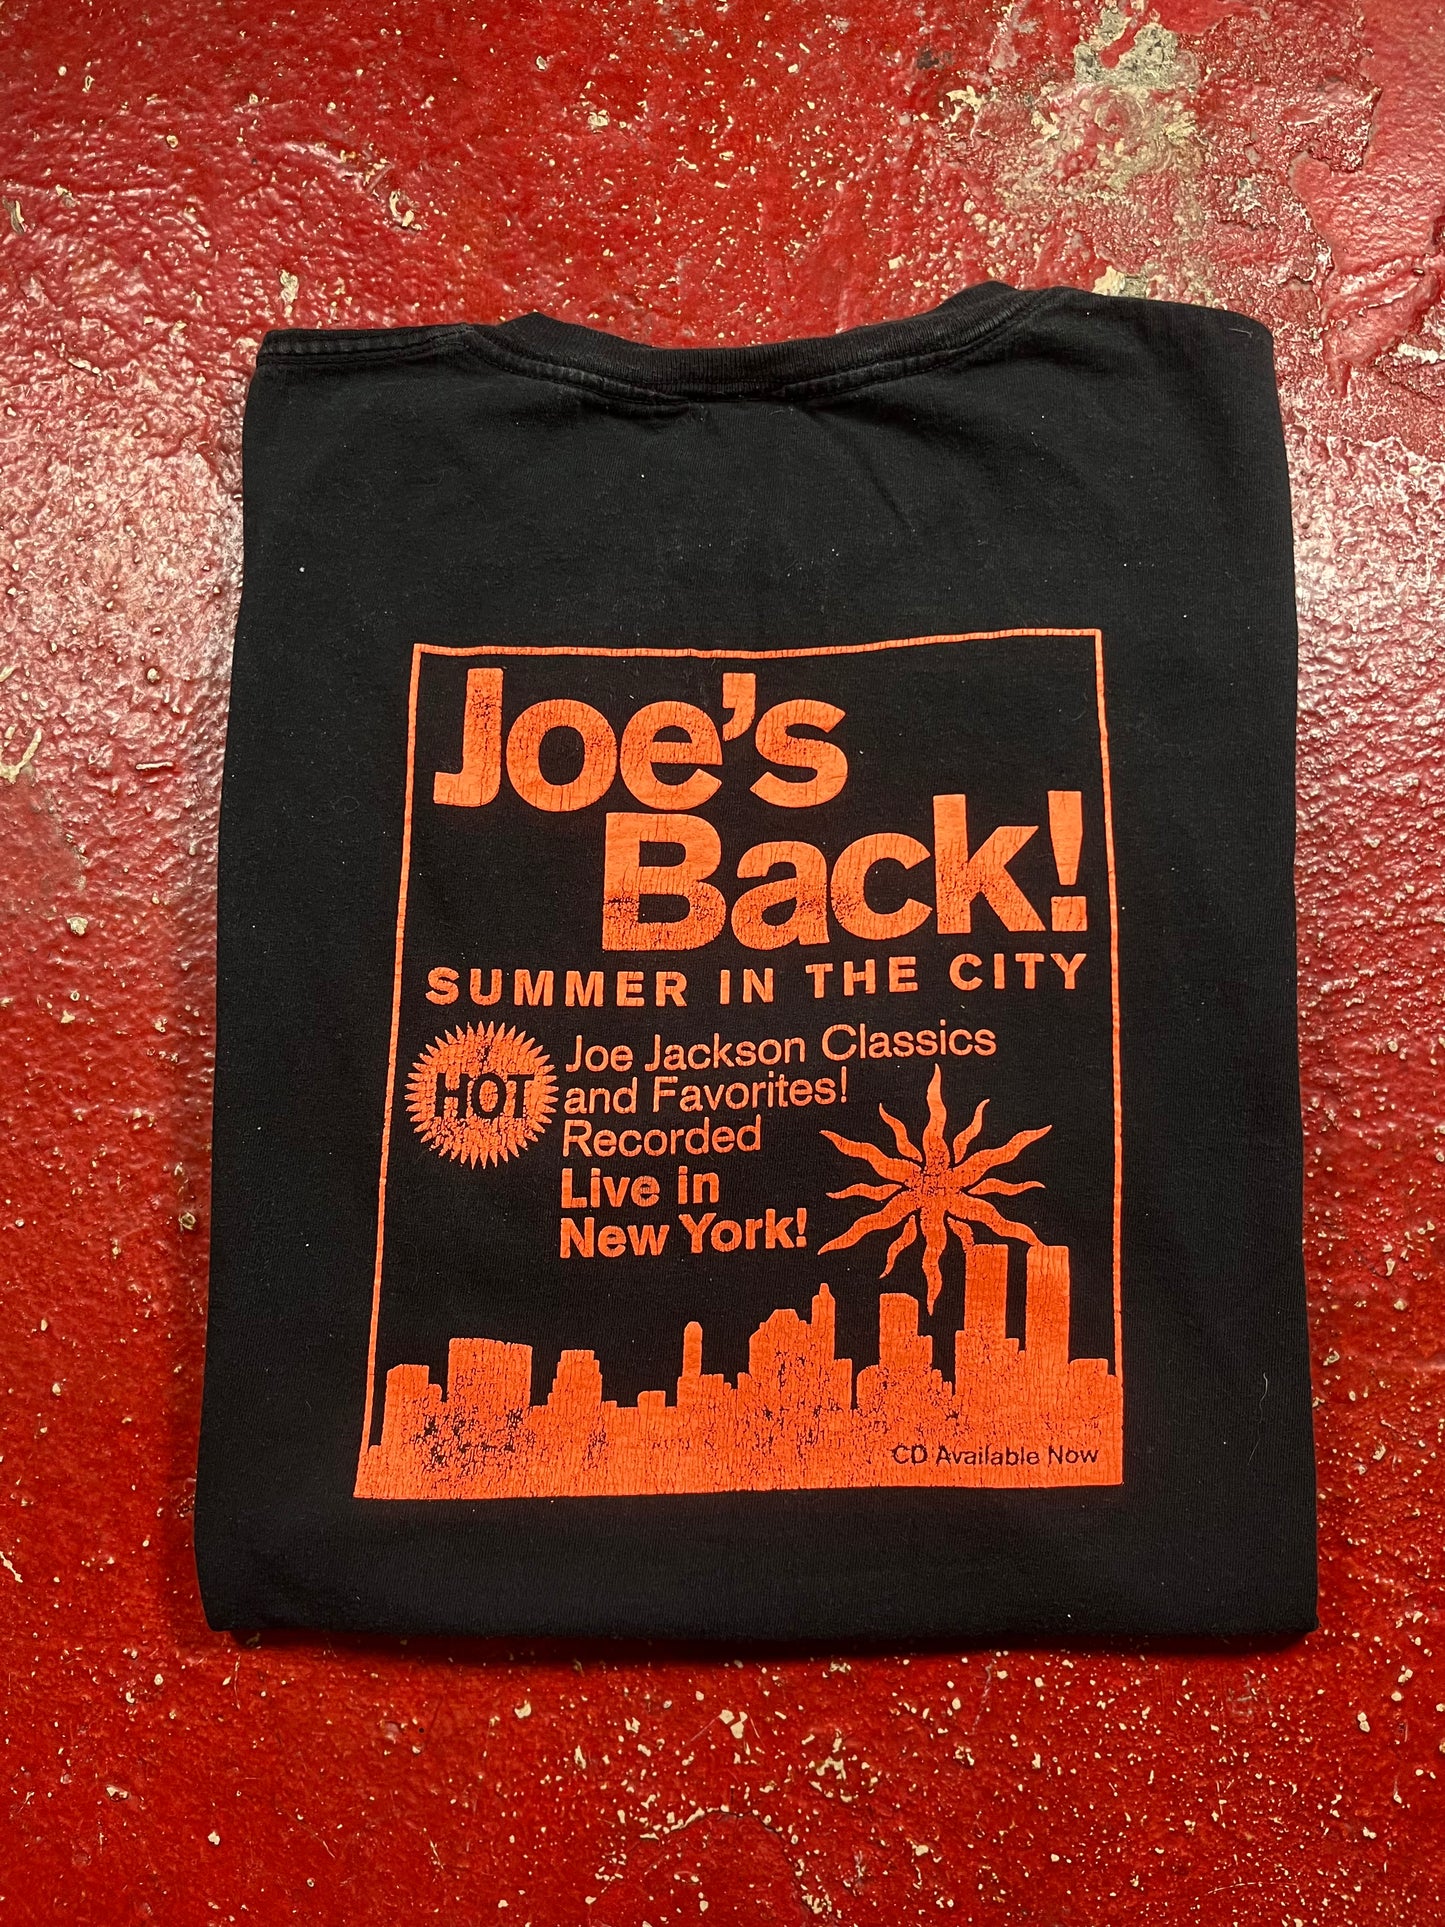 Joe's
Back!
SUMMER IN THE CITY
HOT
Joe Jackson Classics
and Favorites!
Recorded
Live in
New York!
CD Available Now